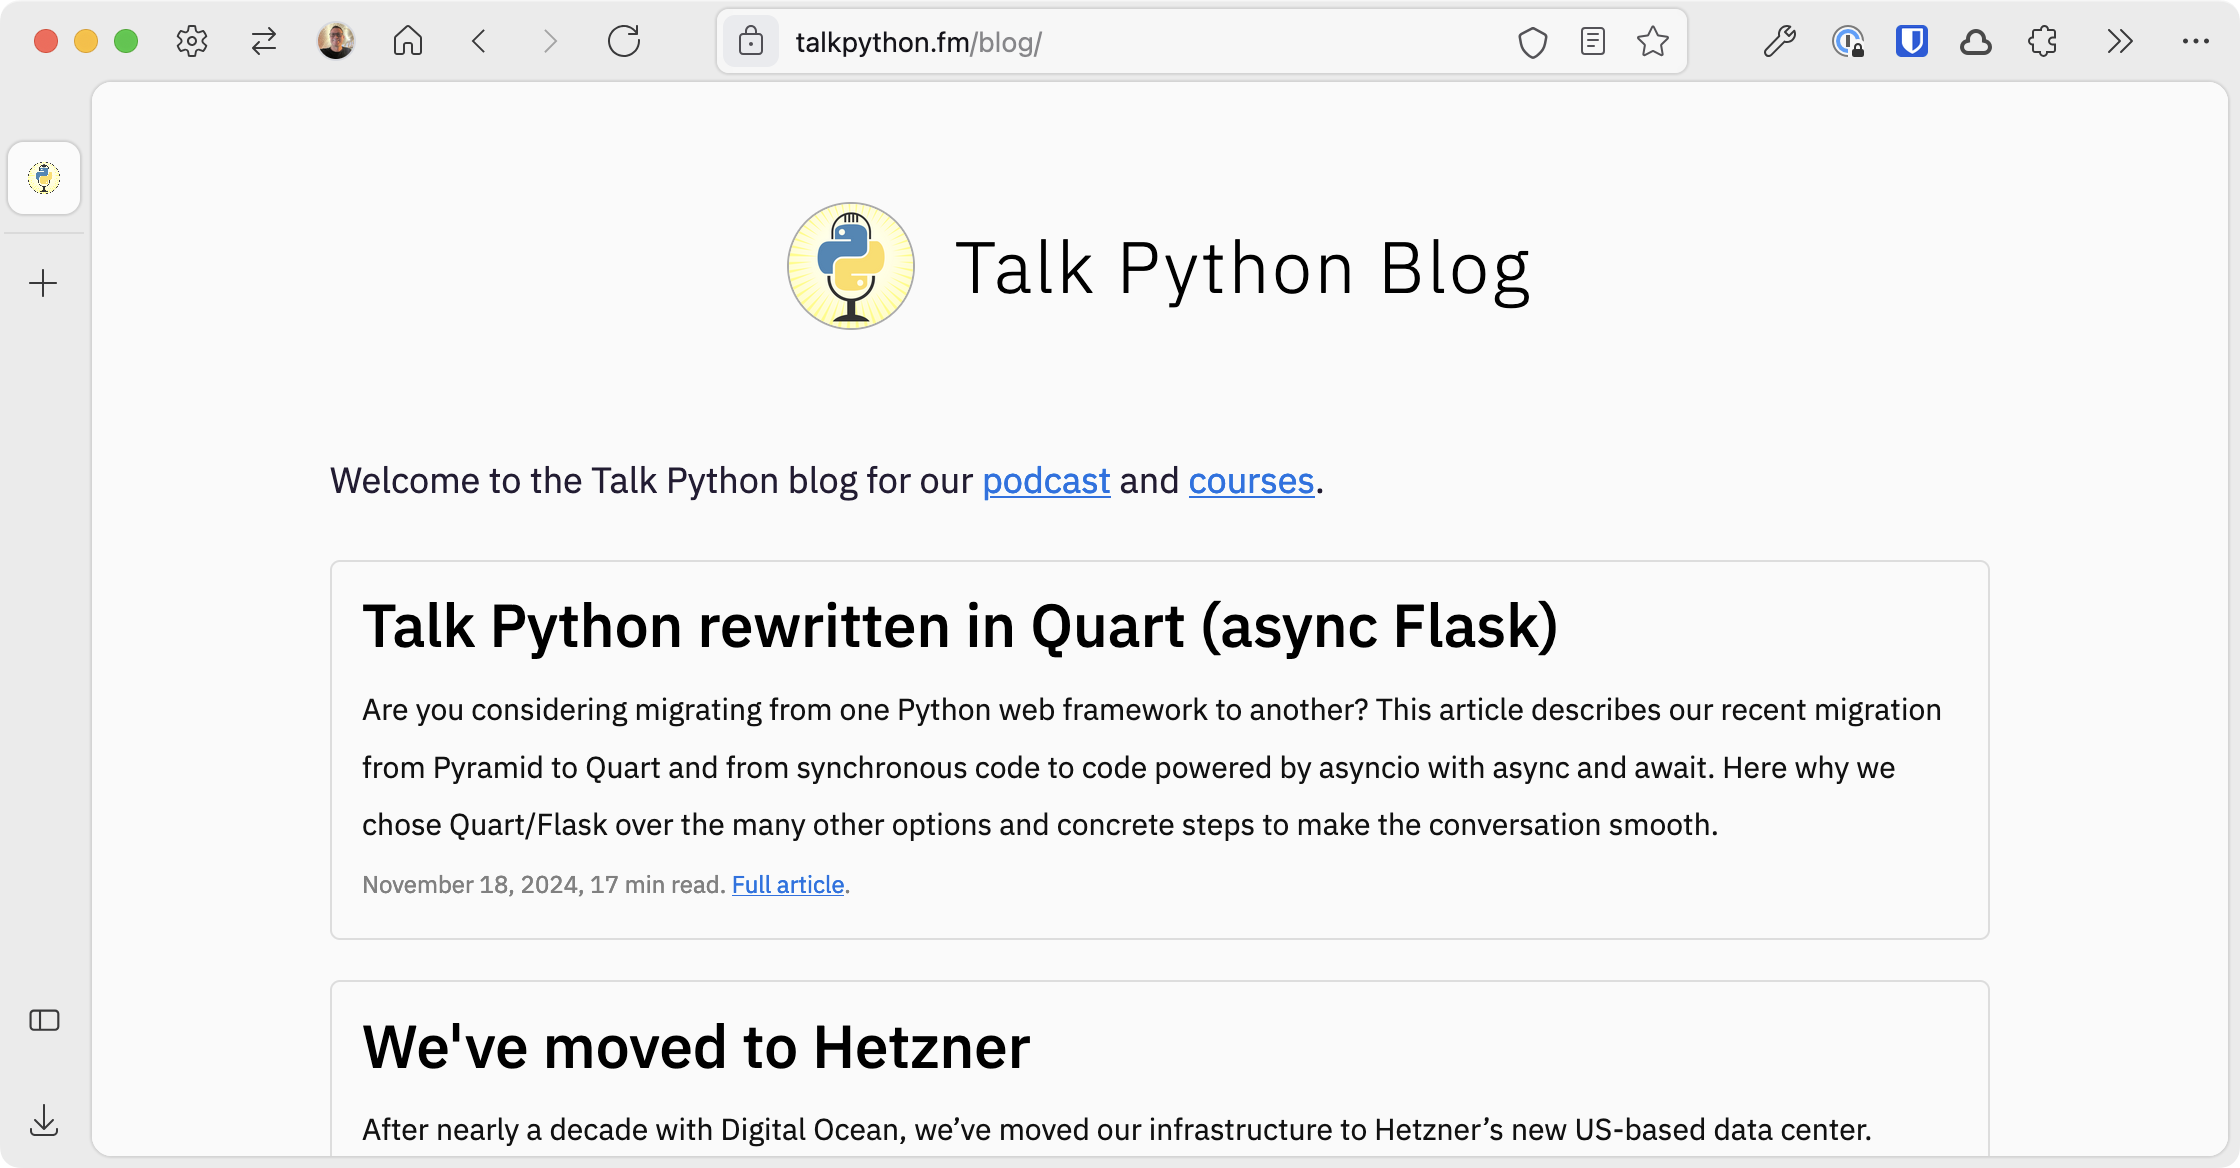 talkpython.fm/blog/
Talk Python Blog
Welcome to the Talk Python blog for our podcast and courses.
Talk Python rewritten in Quart (async Flask)
Are you considering migrating from one Python web framework to another? This article describes our recent migration
from Pyramid to Quart and from synchronous code to code powered by asyncio with async and await. Here why we
chose Quart/Flask over the many other options and concrete steps to make the conversation smooth.
November 18, 2024, 17 min read. Full article.
We've moved to Hetzner
After nearly a decade with Digital Ocean, we’ve moved our infrastructure to Hetzner’s new US-based data center.